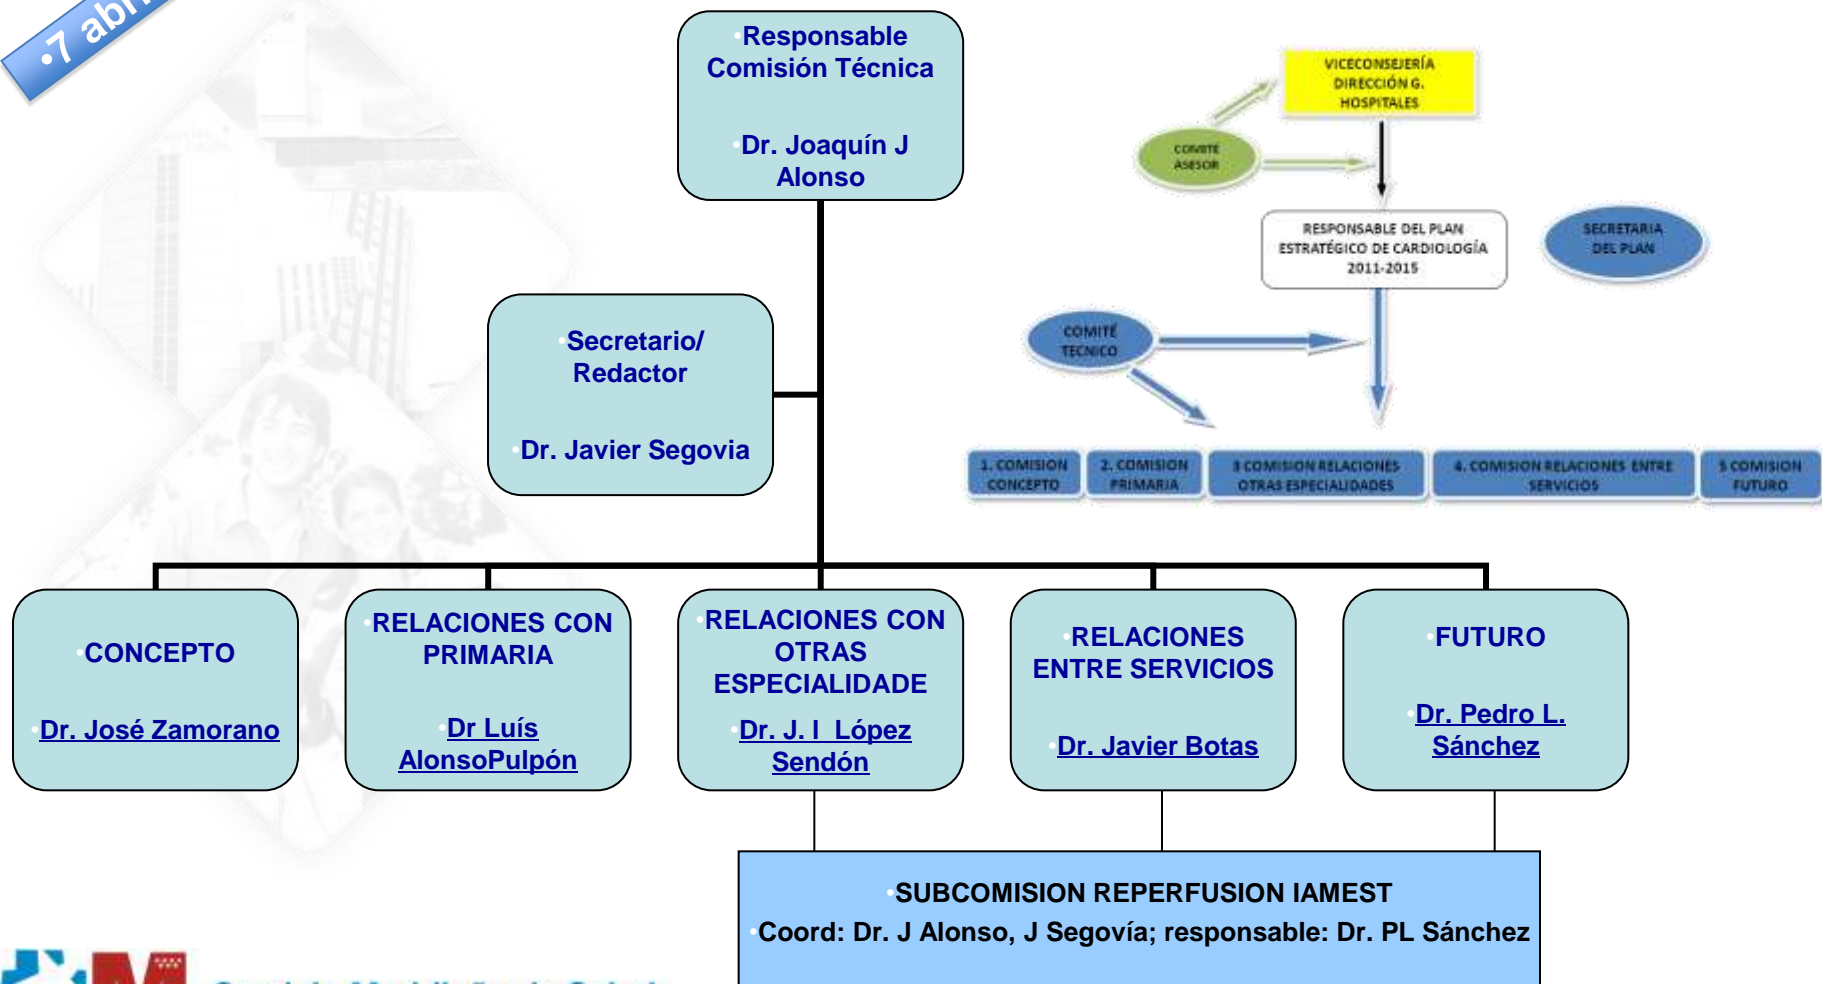 •7 abri
•Responsable
Comisión Técnica
•Dr. Joaquín J
Alonso
•Secretario/
Redactor
•Dr. Javier Segovia
VICECONSEJERÍA
DIRECCIÓN G.
HOSPITALES
COMITÉ
ASESOR
RESPONSABLE DEL PLAN
ESTRATÉGICO DE CARDIOLOGÍA
2011-2015
SECRETARIA
DEL PLAN
COMITÉ
TECNICO
1. COMISION
CONCEPTO
2. COMISION
PRIMARIA
3 COMISION RELACIONES
OTRAS ESPECIALIDADES
4. COMISION RELACIONES ENTRE
SERVICIOS
5 COMISION
FUTURO
•CONCEPTO
•Dr. José Zamorano
•RELACIONES CON
PRIMARIA
•Dr Luís
AlonsoPulpón
•RELACIONES CON
OTRAS
ESPECIALIDADE
•Dr. J. I López
Sendón
•RELACIONES
ENTRE SERVICIOS
•Dr. Javier Botas
•FUTURO
•Dr. Pedro L.
Sánchez
•SUBCOMISION REPERFUSION IAMEST
•Coord: Dr. J Alonso, J Segovía; responsable: Dr. PL Sánchez